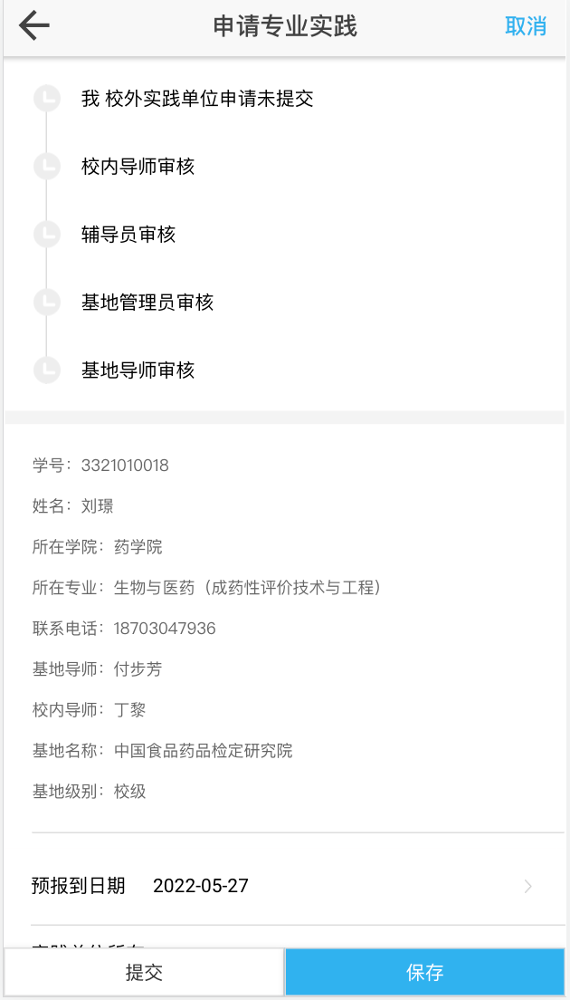 申请专业实践
取消
我 校外实践单位申请未提交
校内导师审核
辅导员审核
基地管理员审核
基地导师审核
学号：3321010018
姓名：刘璟
所在学院：药学院
所在专业：生物与医药（成药性评价技术与工程）
联系电话：18703047936
基地导师：付步芳
校内导师：丁黎
基地名称：中国食品药品检定研究院
基地级别：校级
预报到日期 2022-05-27
提交
保存